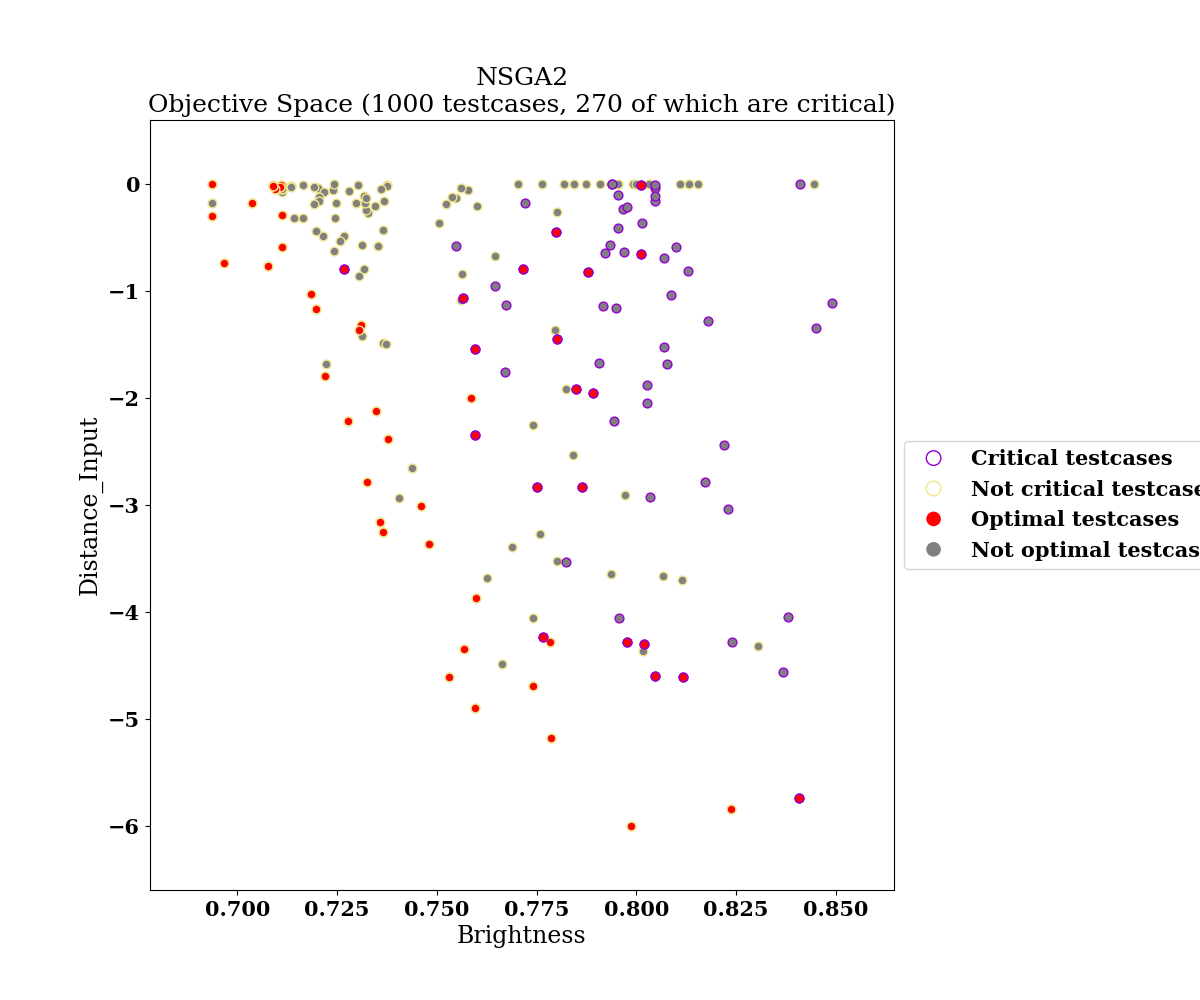 NSGA2
Objective Space (1000 testcases, 270 of which are critical)
0
−1
−2
−3
−4
−5
−6
Distance_Input
0.700 0.725 0.750 0.775 0.800 0.825 0.850
Brightness
Critical testcases
Not critical testcase
Optimal testcases
Not optimal testcas